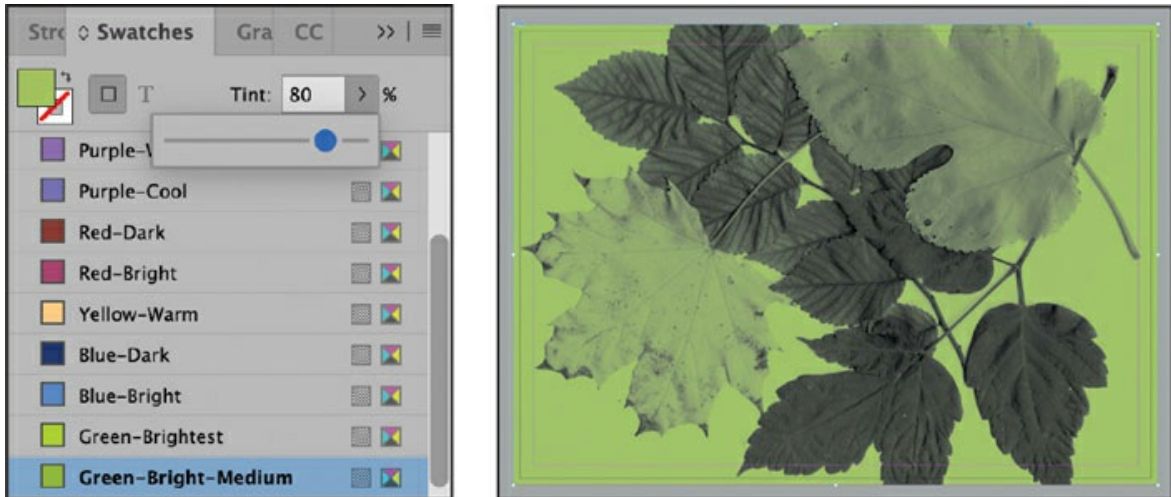 Swatches Gra CC >>
T Tint: 80 > %
Purple-
Purple-Cool
Red-Dark
Red-Bright
Yellow-Warm
Blue-Dark
Blue-Bright
Green-Brightest
Green-Bright-Medium